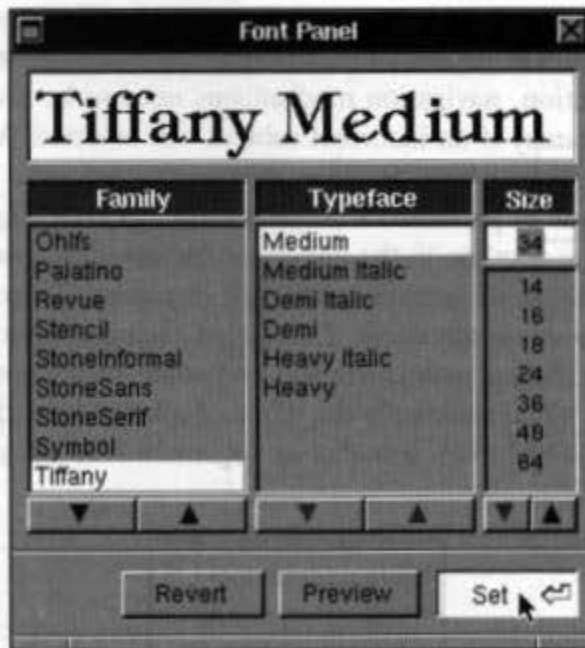 Font Panel
Tiffany Medium
Family
Ohlfs
Palatino
Revue
Stencil
StoneInformal
StoneSans
StoneSerif
Symbol
Tiffany
Typeface
Medium
Medium Italic
Demi Italic
Demi
Heavy Italic
Heavy
Size
34
14
16
18
24
36
48
64
Revert
Preview
Set